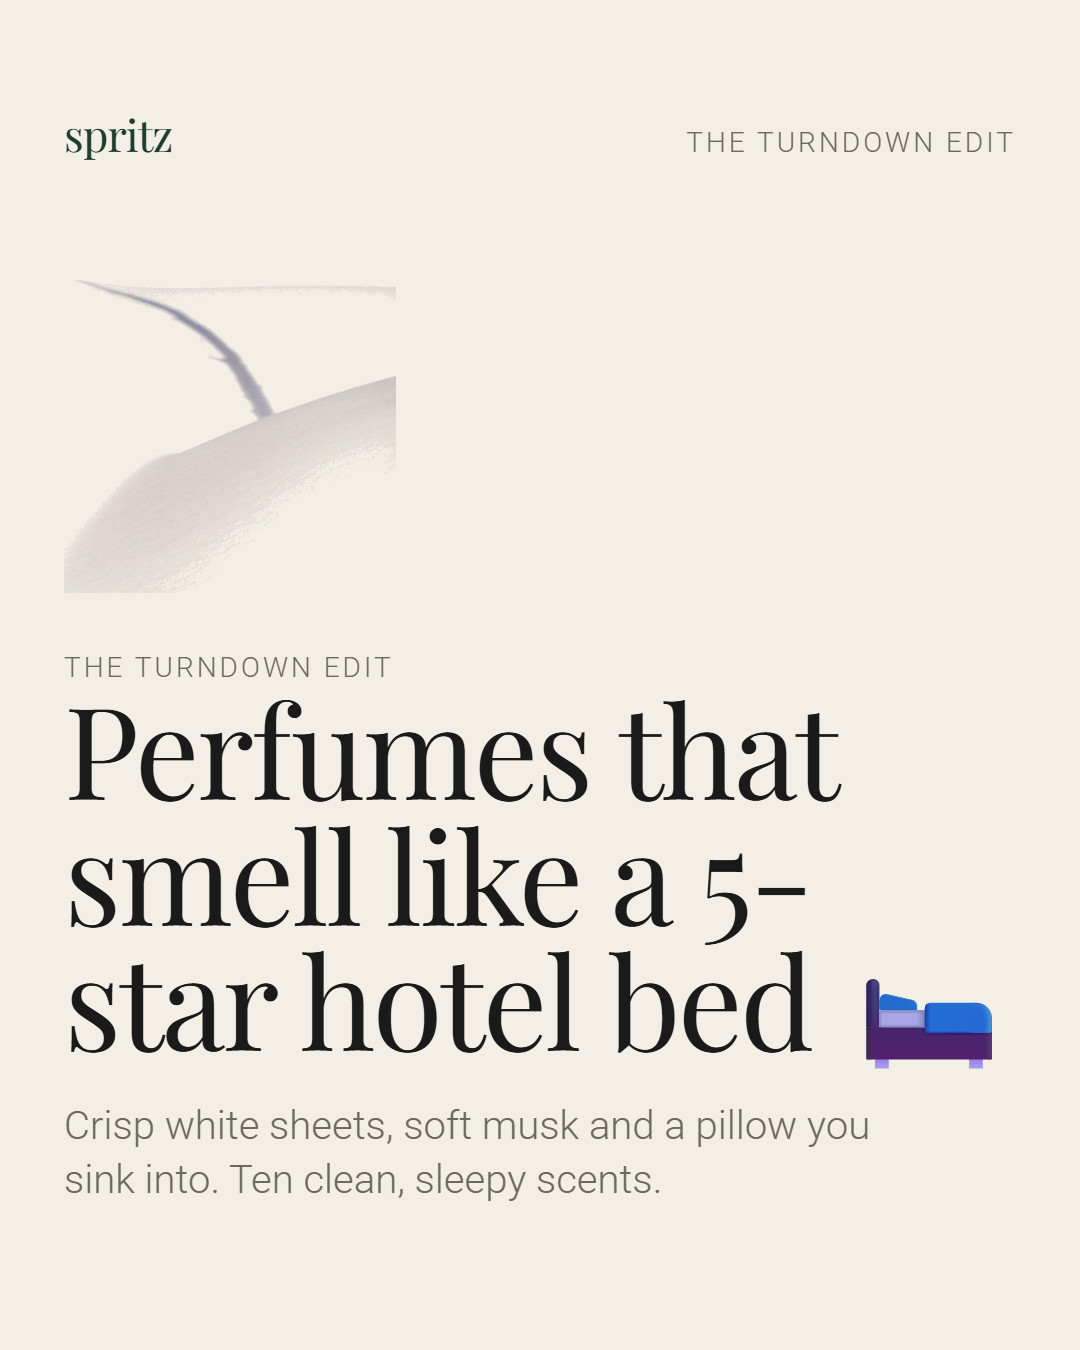 spritz
THE TURNDOWN EDIT
THE TURNDOWN EDIT
Perfumes that
smell like a 5-
star hotel bed 🛏️
Crisp white sheets, soft musk and a pillow you
sink into. Ten clean, sleepy scents.